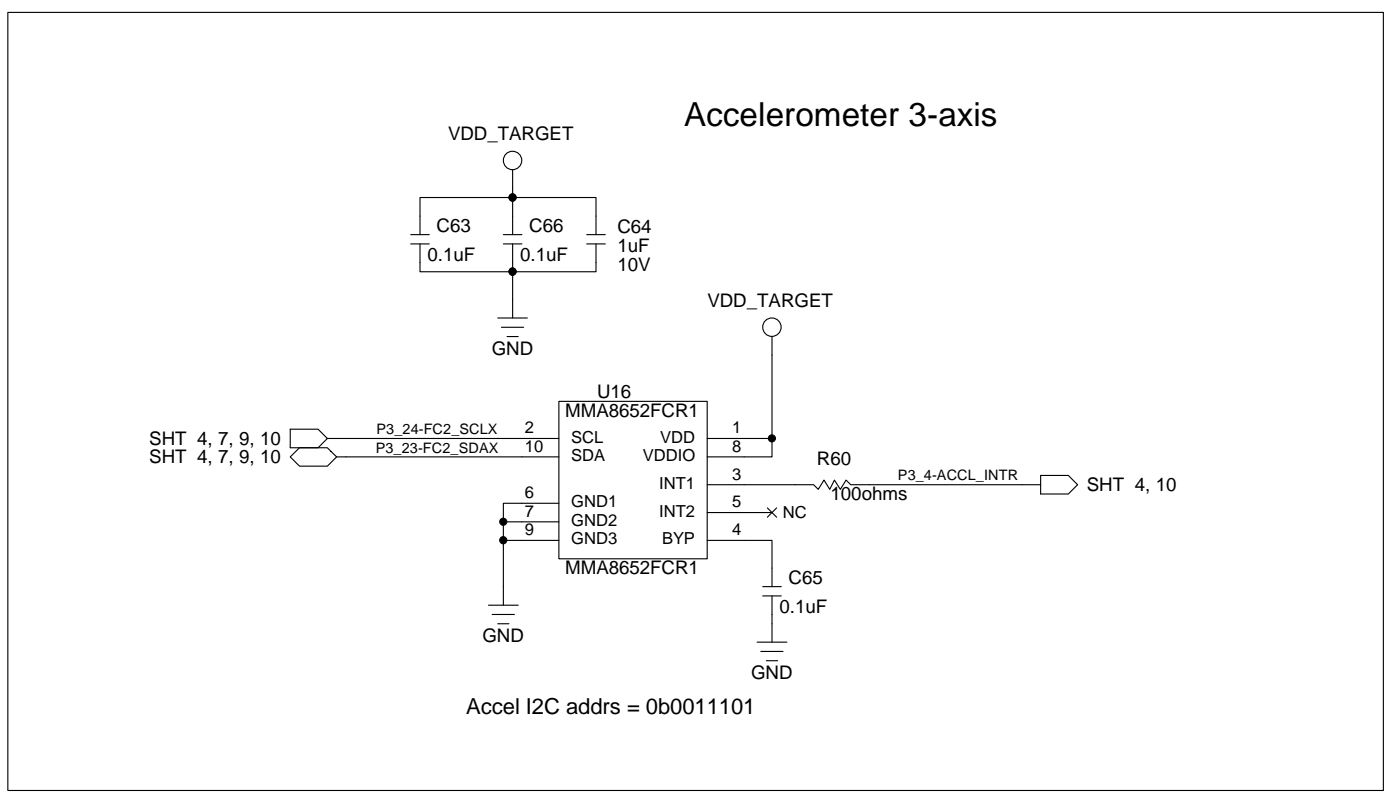 Accelerometer 3-axis
VDD_TARGET
C63
0.1uF
C66
0.1uF
C64
1uF
10V
GND
VDD_TARGET
U16
MMA8652FCR1
SHT 4, 7, 9, 10
P3_24-FC2_SCLX
2
SCL
VDD
1
SHT 4, 7, 9, 10
P3_23-FC2_SDAX
10
SDA
VDDIO
8
INT1
3
R60
100ohms
P3_4-ACCL_INTR
SHT 4, 10
6
GND1
INT2
5
NC
7
GND2
9
GND3
BYP
4
MMA8652FCR1
C65
0.1uF
GND
GND
Accel I2C addrs = 0b0011101